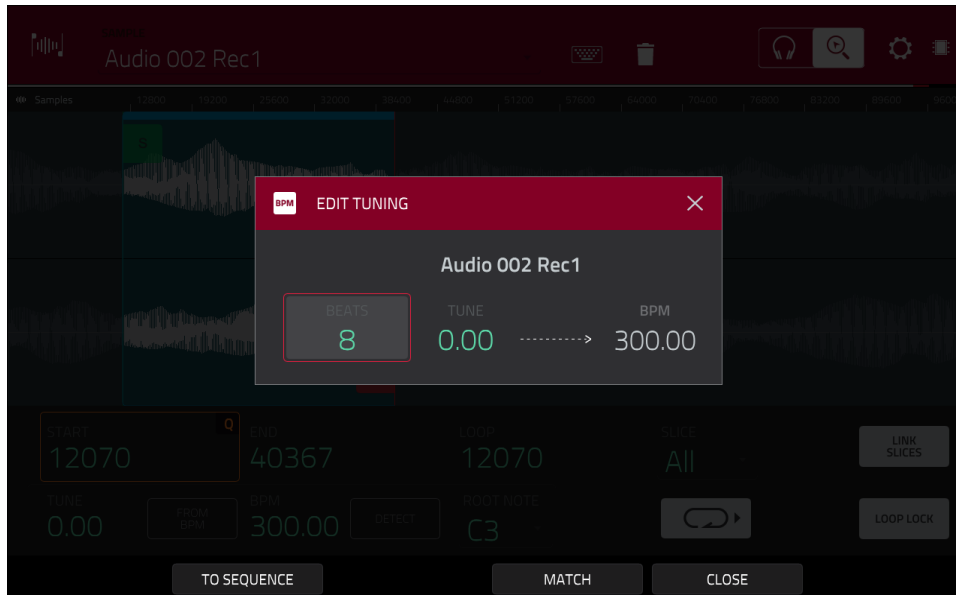 Audio 002 Rec1
Samples 12800 19200 25600 32000 38400 44800 51200 57600 64000 70400 76800 83200 89600
S
BPM EDIT TUNING
Audio 002 Rec1
BEATS TUNE BPM
8 0.00 300.00
START Q END LOOP SLICE
12070 40367 12070 All
LINK
SLICES
TUNE FROM
BPM BPM DETECT ROOT NOTE
0.00 300.00 C3
LOOP LOCK
TO SEQUENCE MATCH CLOSE